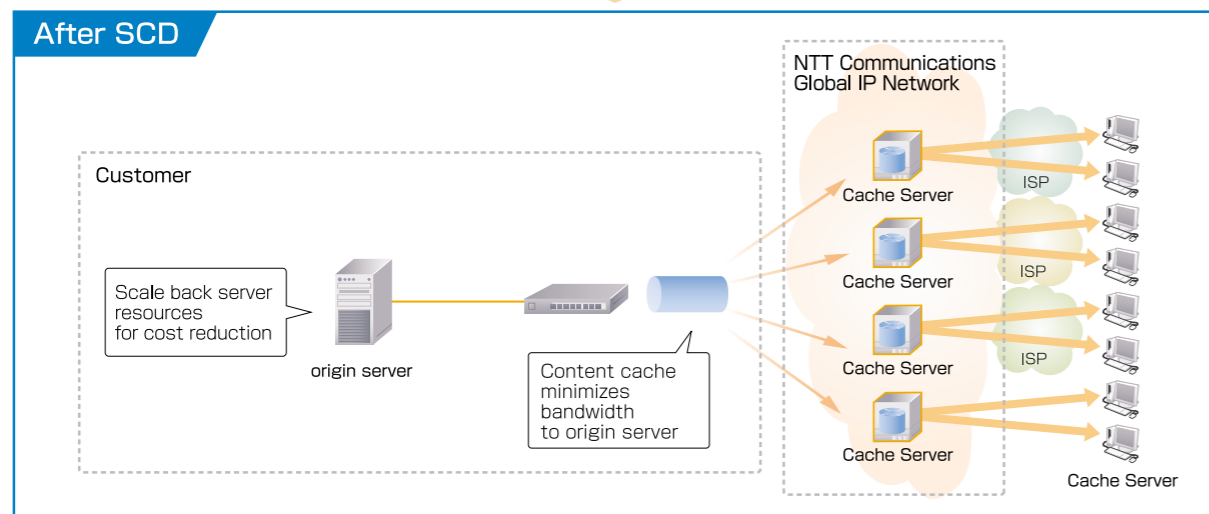 After SCD
NTT Communications
Global IP Network
Customer
Scale back server
resources
for cost reduction
origin server
Content cache
minimizes
bandwidth
to origin server
Cache Server
Cache Server
Cache Server
Cache Server
ISP
ISP
ISP
Cache Server